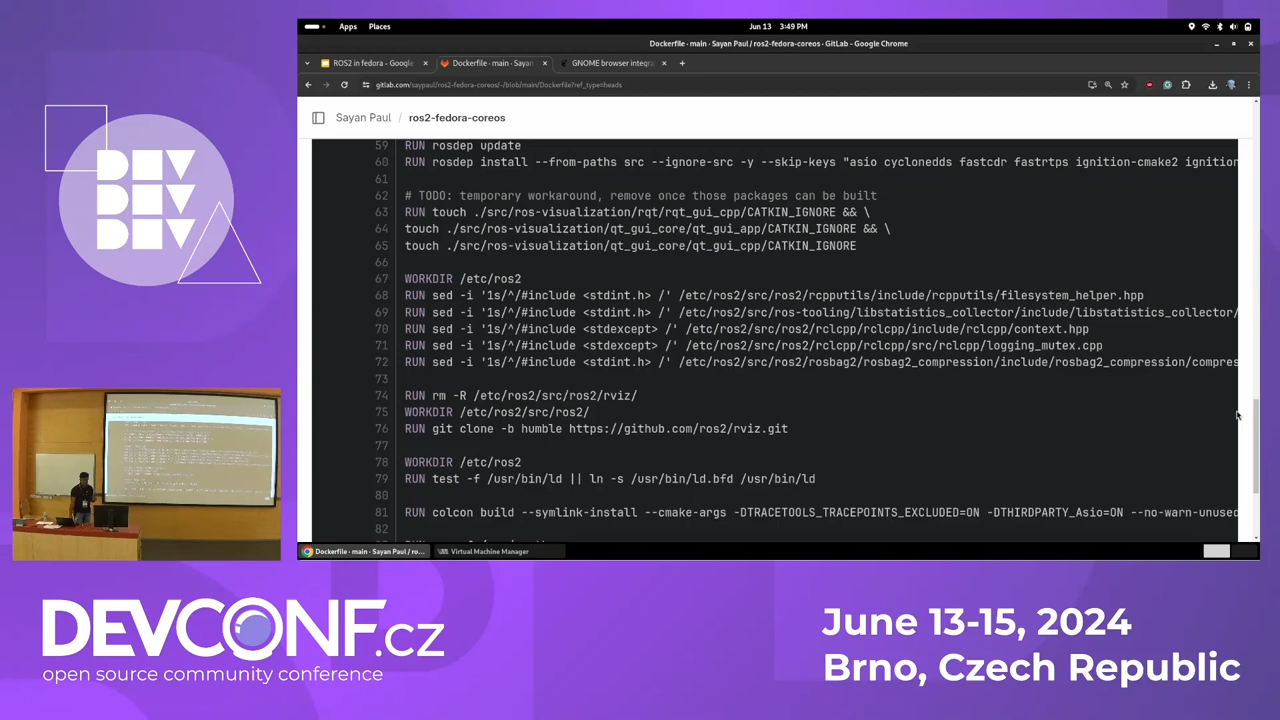 Apps Places
Jun 13 3:49 PM
Dockerfile · main · Sayan Paul / ros2-fedora-coreos · GitLab - Google Chrome
ROS2 in fedora - Google
Dockerfile · main · Sayan
GNOME browser integra
gitlab.com/saypaul/ros2-fedora-coreos/-/blob/main/Dockerfile?ref_type=heads
Sayan Paul / ros2-fedora-coreos
59 RUN rosdep update
60 RUN rosdep install --from-paths src --ignore-src -y --skip-keys "asio cyclonedds fastcdr fastrtps ignition-cmake2 ignition
61
62 # TODO: temporary workaround, remove once those packages can be built
63 RUN touch ./src/ros-visualization/rqt/rqt_gui_cpp/CATKIN_IGNORE && \
64 touch ./src/ros-visualization/qt_gui_core/qt_gui_app/CATKIN_IGNORE && \
65 touch ./src/ros-visualization/qt_gui_core/qt_gui_cpp/CATKIN_IGNORE
66
67 WORKDIR /etc/ros2
68 RUN sed -i '1s/^/#include <stdint.h> /' /etc/ros2/src/ros2/rcpputils/include/rcpputils/filesystem_helper.hpp
69 RUN sed -i '1s/^/#include <stdint.h> /' /etc/ros2/src/ros-tooling/libstatistics_collector/include/libstatistics_collector/
70 RUN sed -i '1s/^/#include <stdexcept> /' /etc/ros2/src/ros2/rclcpp/rclcpp/include/rclcpp/context.hpp
71 RUN sed -i '1s/^/#include <stdexcept> /' /etc/ros2/src/ros2/rclcpp/rclcpp/src/rclcpp/logging_mutex.cpp
72 RUN sed -i '1s/^/#include <stdint.h> /' /etc/ros2/src/ros2/rosbag2/rosbag2_compression/include/rosbag2_compression/compres
73
74 RUN rm -R /etc/ros2/src/ros2/rviz/
75 WORKDIR /etc/ros2/src/ros2/
76 RUN git clone -b humble https://github.com/ros2/rviz.git
77
78 WORKDIR /etc/ros2
79 RUN test -f /usr/bin/ld || ln -s /usr/bin/ld.bfd /usr/bin/ld
80
81 RUN colcon build --symlink-install --cmake-args -DTRACETOOLS_TRACEPOINTS_EXCLUDED=ON -DTHIRDPARTY_Asio=ON --no-warn-unused
82
Dockerfile · main · Sayan Paul / ro...
Virtual Machine Manager
DEV
DEV
DEV
DEVCONF.cz
open source community conference
June 13-15, 2024
Brno, Czech Republic